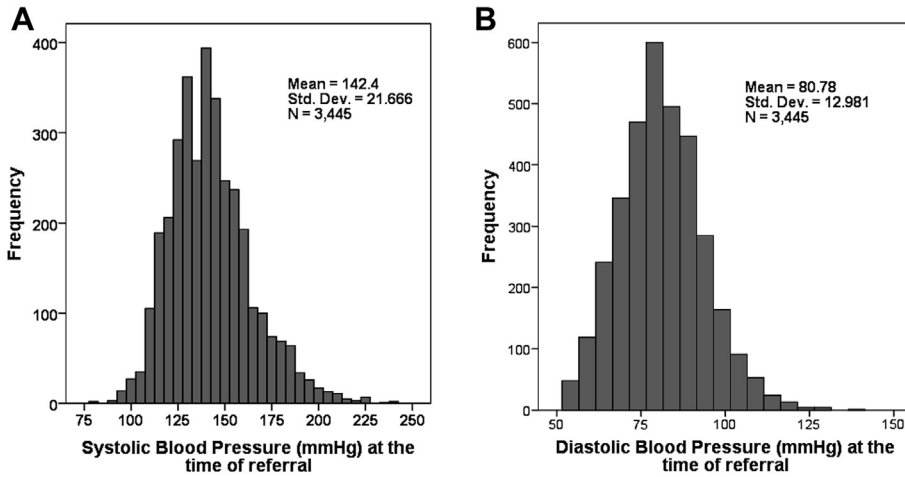 A
Frequency
400
300
200
100
0
Mean = 142.4
Std. Dev. = 21.666
N = 3,445
75
100
125
150
175
200
225
250
Systolic Blood Pressure (mmHg) at the
time of referral
B
Frequency
600
500
400
300
200
100
0
Mean = 80.78
Std. Dev. = 12.981
N = 3,445
50
75
100
125
150
Diastolic Blood Pressure (mmHg) at the
time of referral